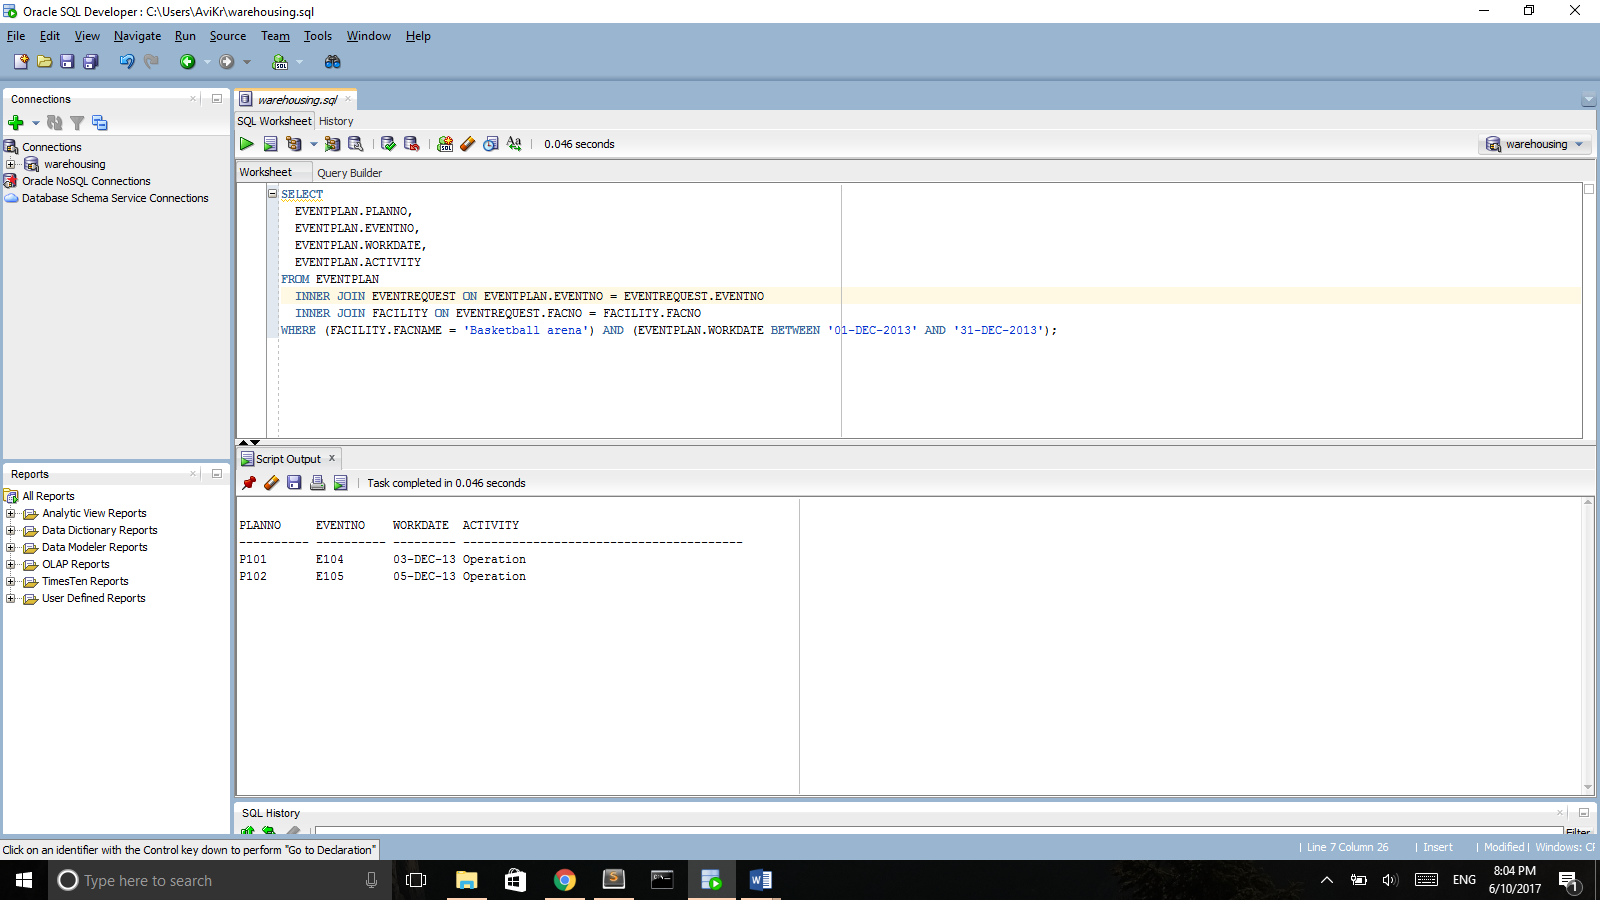 Oracle SQL Developer : C:\Users\AviKr\warehousing.sql
File Edit View Navigate Run Source Team Tools Window Help
Connections
Connections
warehousing
Oracle NoSQL Connections
Database Schema Service Connections
warehousing.sql
SQL Worksheet History
0.046 seconds
warehousing
Worksheet Query Builder
SELECT
EVENTPLAN.PLANNO,
EVENTPLAN.EVENTNO,
EVENTPLAN.WORKDATE,
EVENTPLAN.ACTIVITY
FROM EVENTPLAN
INNER JOIN EVENTREQUEST ON EVENTPLAN.EVENTNO = EVENTREQUEST.EVENTNO
INNER JOIN FACILITY ON EVENTREQUEST.FACNO = FACILITY.FACNO
WHERE (FACILITY.FACNAME = 'Basketball arena') AND (EVENTPLAN.WORKDATE BETWEEN '01-DEC-2013' AND '31-DEC-2013');
Reports
All Reports
Analytic View Reports
Data Dictionary Reports
Data Modeler Reports
OLAP Reports
TimesTen Reports
User Defined Reports
Script Output
Task completed in 0.046 seconds
PLANNO EVENTNO WORKDATE ACTIVITY
---------- ---------- --------- ----------------------------------------
P101 E104 03-DEC-13 Operation
P102 E105 05-DEC-13 Operation
SQL History
Filter
Click on an identifier with the Control key down to perform "Go to Declaration"
| Line 7 Column 26 | Insert | Modified | Windows: CF
Type here to search
ENG
8:04 PM
6/10/2017
1